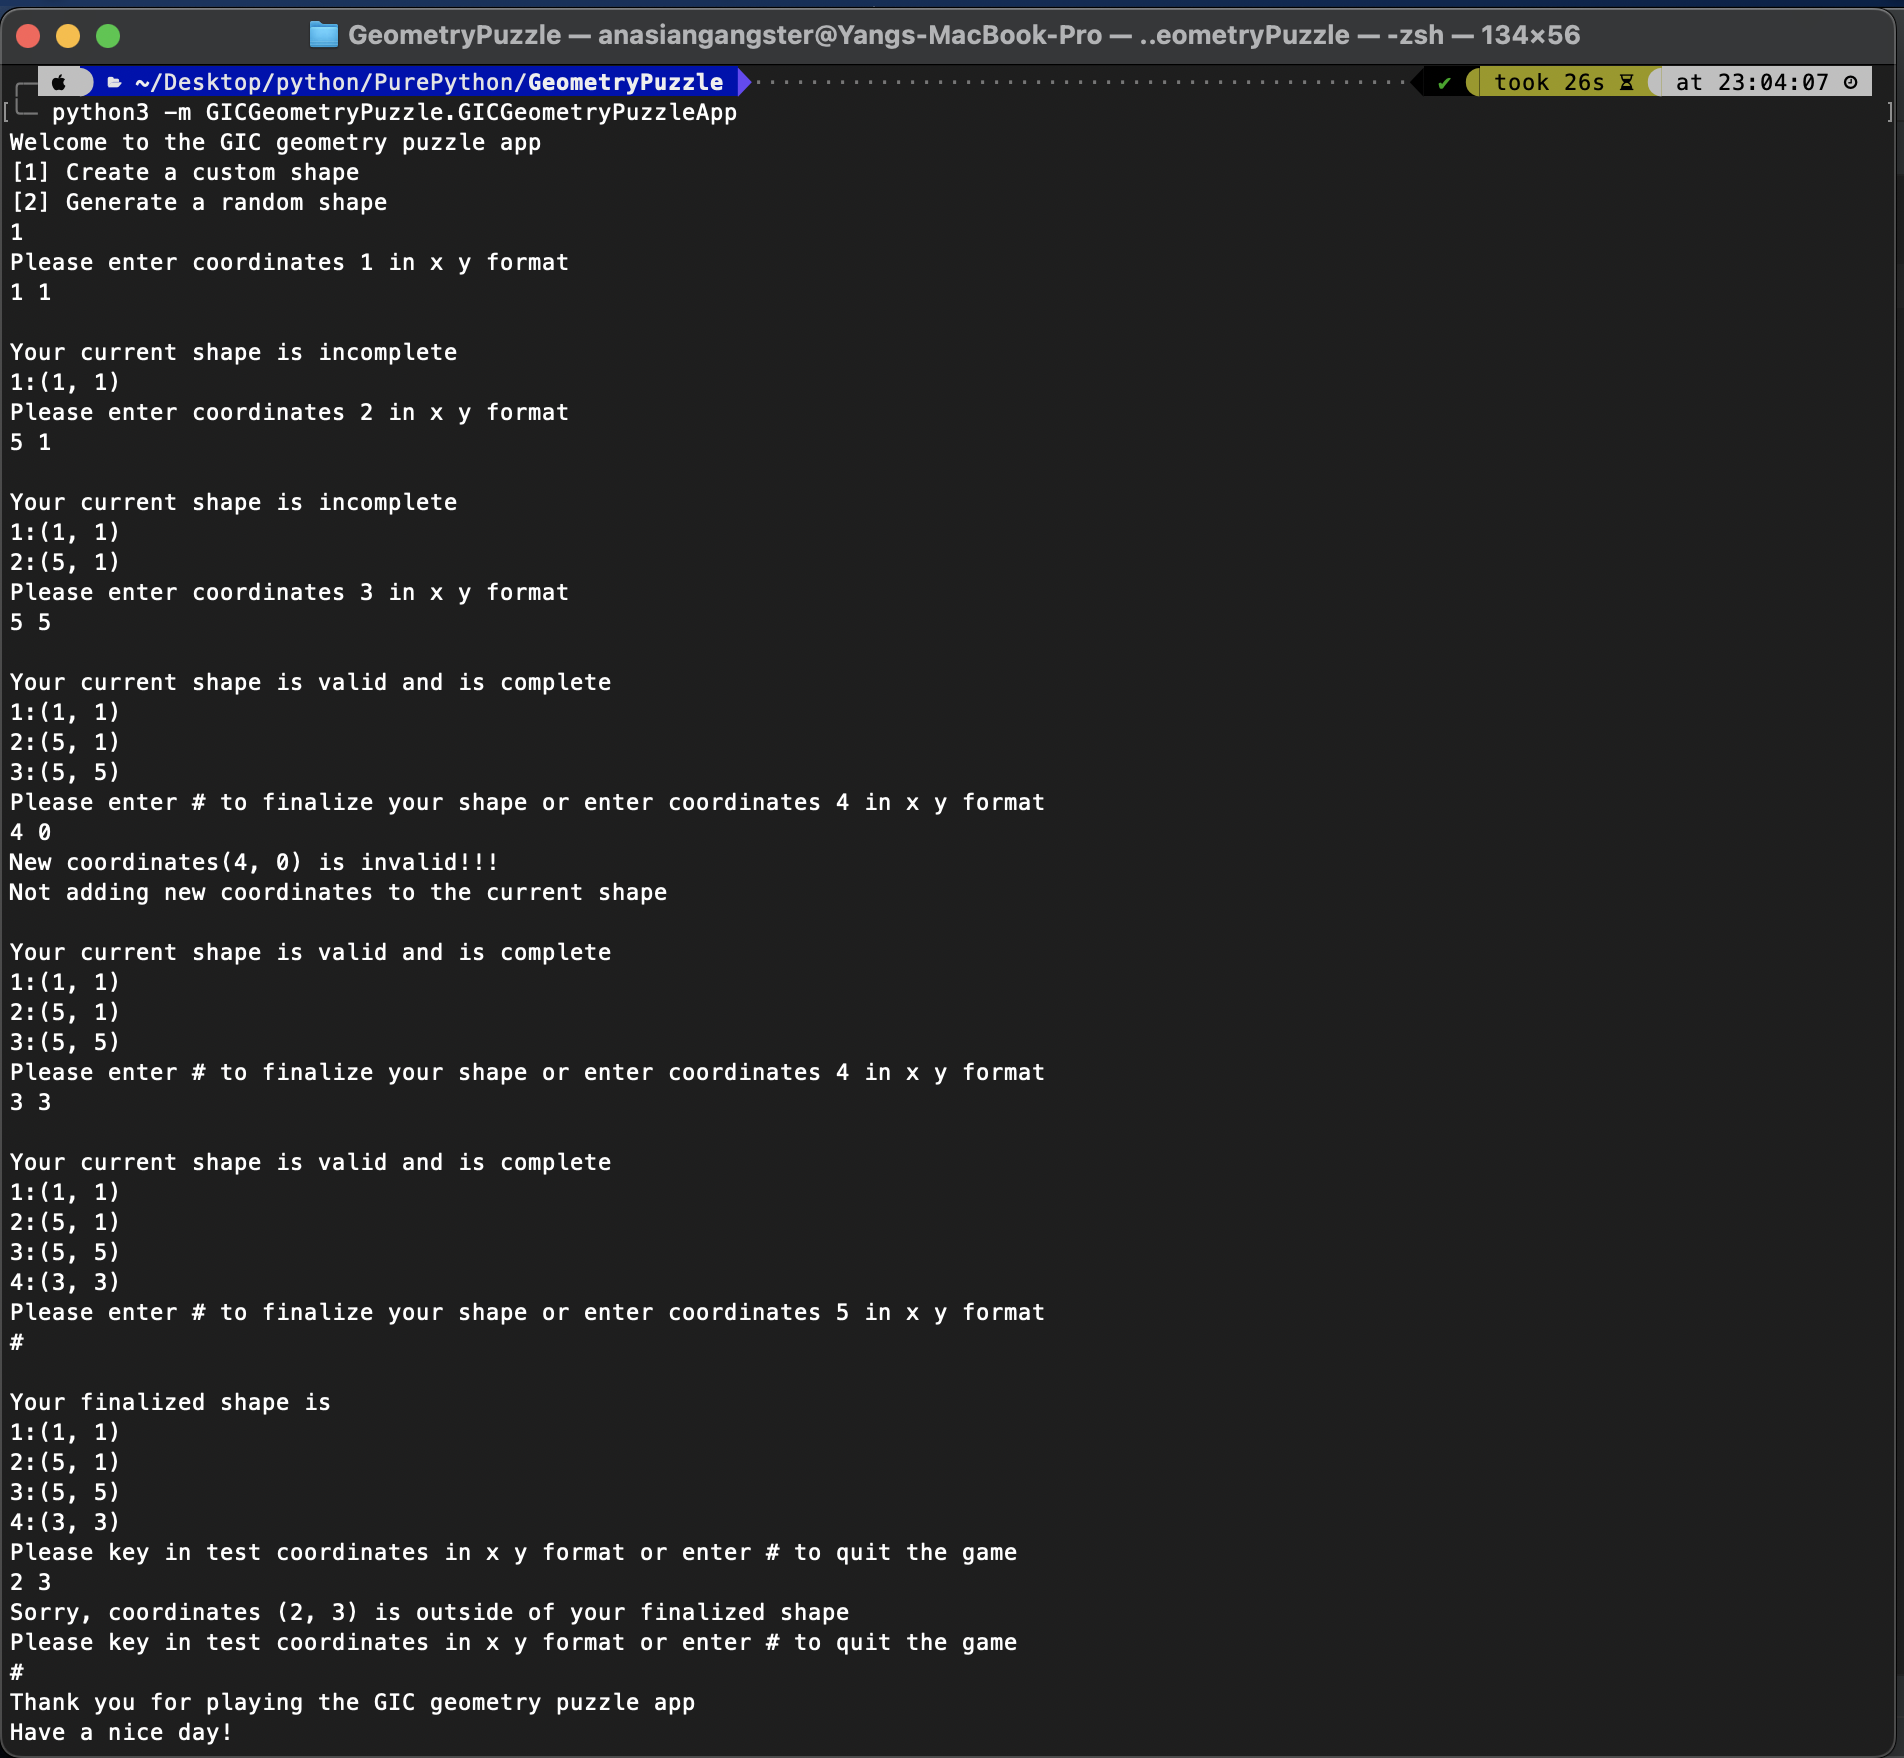 GeometryPuzzle — anasiangangster@Yangs-MacBook-Pro — ..eometryPuzzle — -zsh — 134×56
~/Desktop/python/PurePython/GeometryPuzzle ✔ took 26s at 23:04:07
python3 -m GICGeometryPuzzle.GICGeometryPuzzleApp
Welcome to the GIC geometry puzzle app
[1] Create a custom shape
[2] Generate a random shape
1
Please enter coordinates 1 in x y format
1 1
Your current shape is incomplete
1:(1, 1)
Please enter coordinates 2 in x y format
5 1
Your current shape is incomplete
1:(1, 1)
2:(5, 1)
Please enter coordinates 3 in x y format
5 5
Your current shape is valid and is complete
1:(1, 1)
2:(5, 1)
3:(5, 5)
Please enter # to finalize your shape or enter coordinates 4 in x y format
4 0
New coordinates(4, 0) is invalid!!!
Not adding new coordinates to the current shape
Your current shape is valid and is complete
1:(1, 1)
2:(5, 1)
3:(5, 5)
Please enter # to finalize your shape or enter coordinates 4 in x y format
3 3
Your current shape is valid and is complete
1:(1, 1)
2:(5, 1)
3:(5, 5)
4:(3, 3)
Please enter # to finalize your shape or enter coordinates 5 in x y format
#
Your finalized shape is
1:(1, 1)
2:(5, 1)
3:(5, 5)
4:(3, 3)
Please key in test coordinates in x y format or enter # to quit the game
2 3
Sorry, coordinates (2, 3) is outside of your finalized shape
Please key in test coordinates in x y format or enter # to quit the game
#
Thank you for playing the GIC geometry puzzle app
Have a nice day!